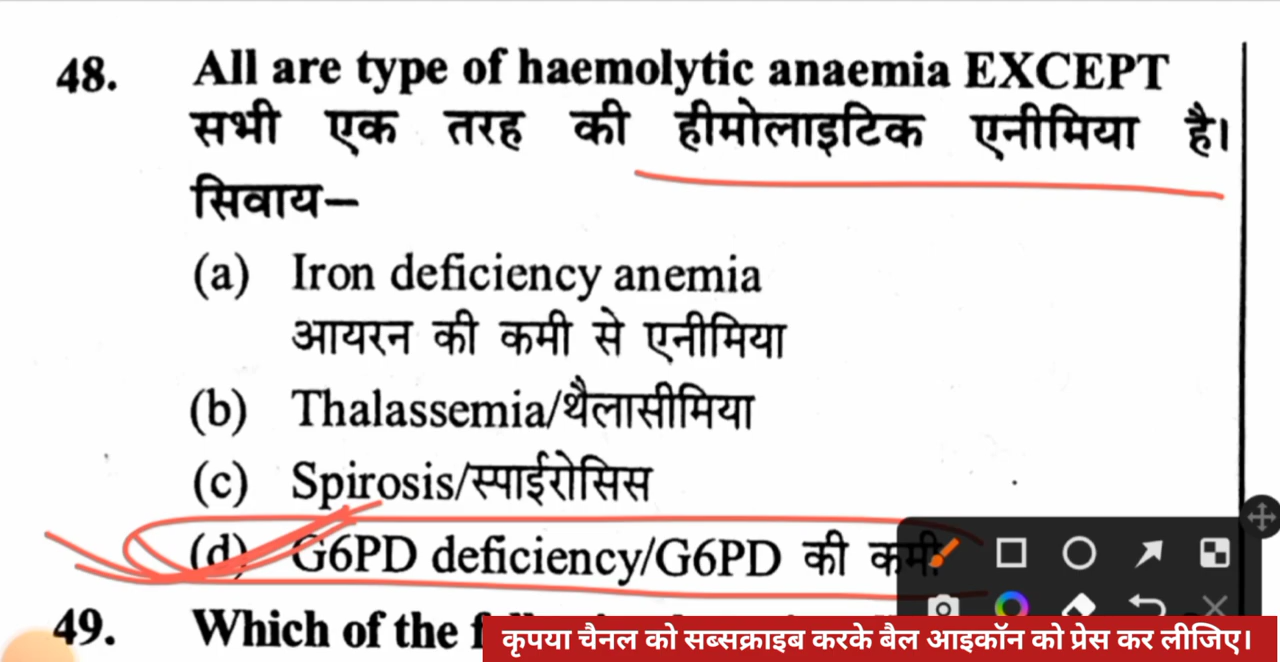 48. All are type of haemolytic anaemia EXCEPT
सभी एक तरह की हीमोलाइटिक एनीमिया है।
सिवाय–
(a) Iron deficiency anemia
आयरन की कमी से एनीमिया
(b) Thalassemia/थैलासीमिया
(c) Spirosis/स्पाईरोसिस
(d) G6PD deficiency/G6PD की कमी
49. Which of the
कृपया चैनल को सब्सक्राइब करके बैल आइकॉन को प्रेस कर लीजिए।